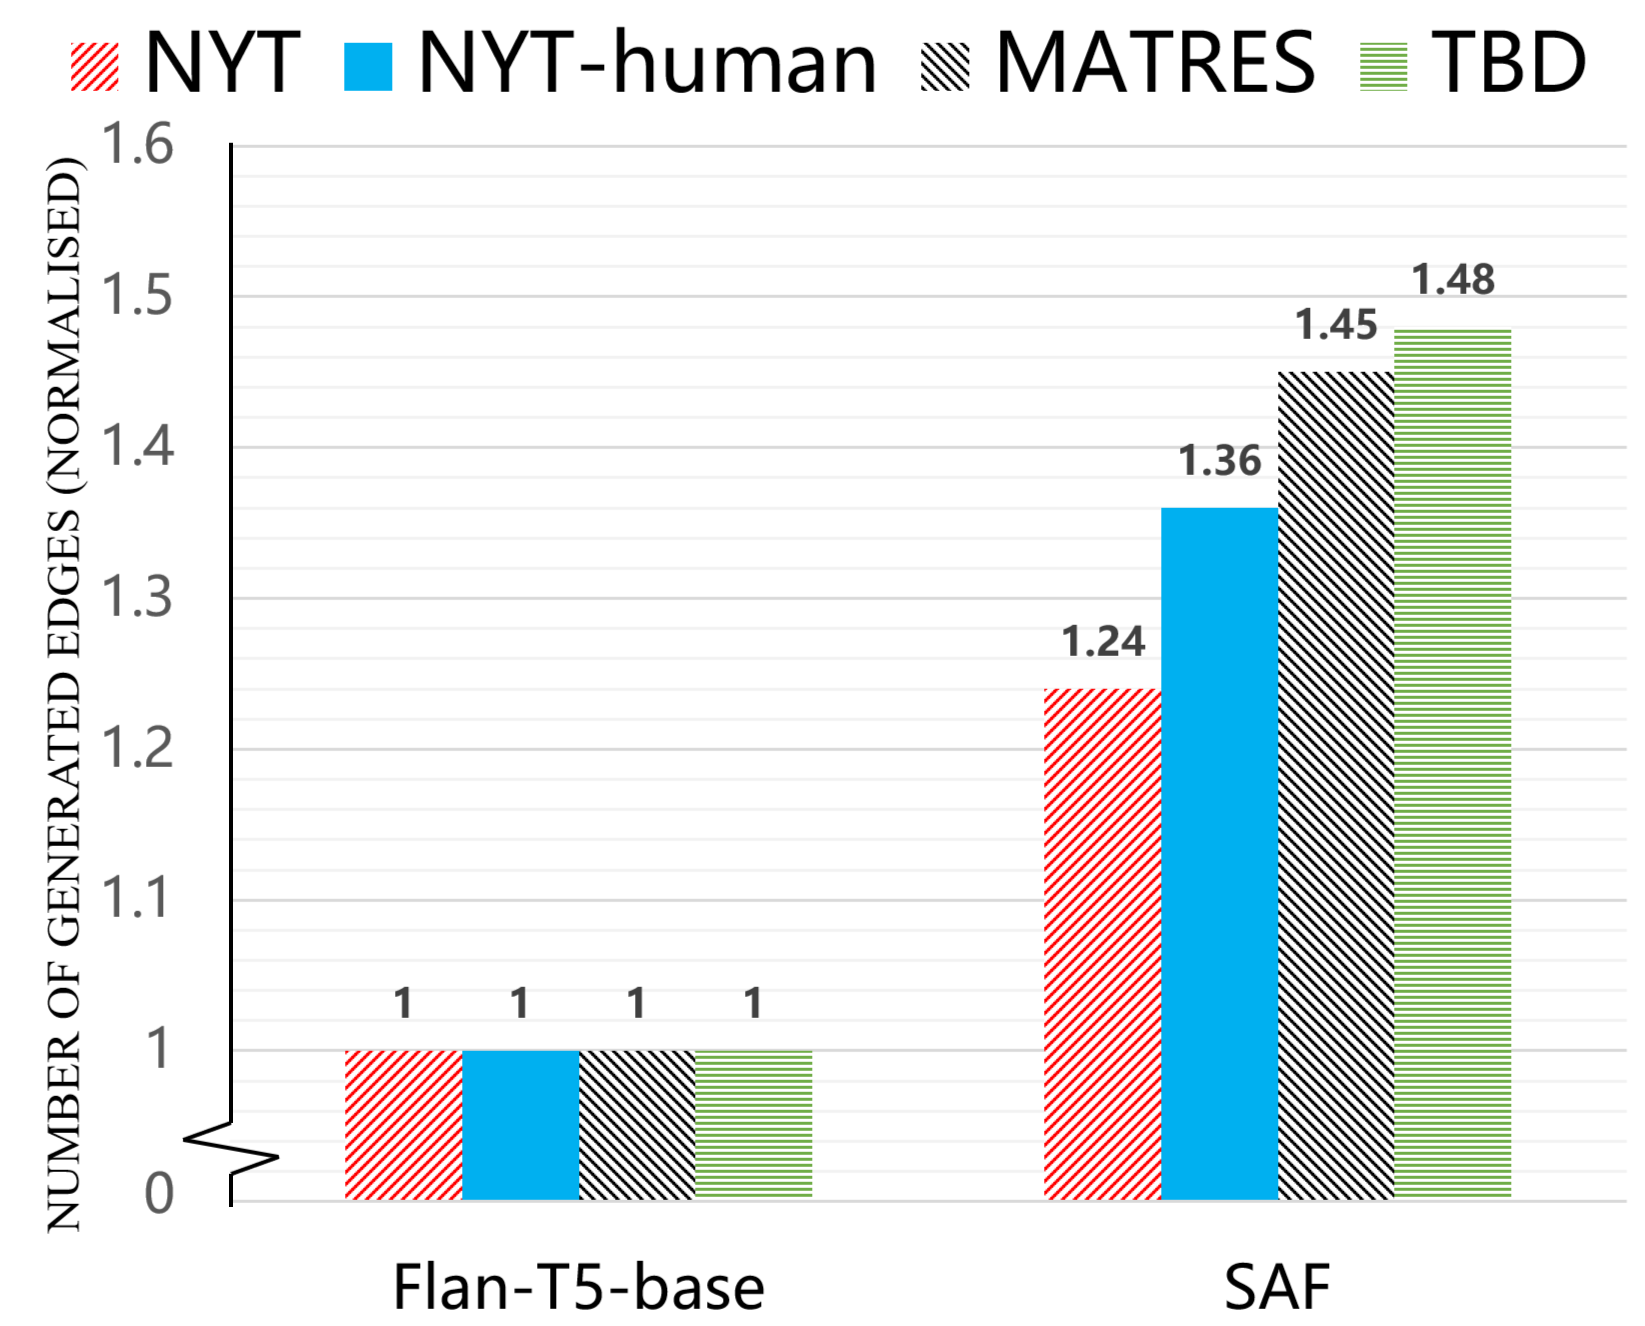 NYT NYT-human MATRES TBD
NUMBER OF GENERATED EDGES (NORMALISED)
1.6
1.5
1.4
1.3
1.2
1.1
1
0
1 1 1 1
1.24 1.36 1.45 1.48
Flan-T5-base SAF